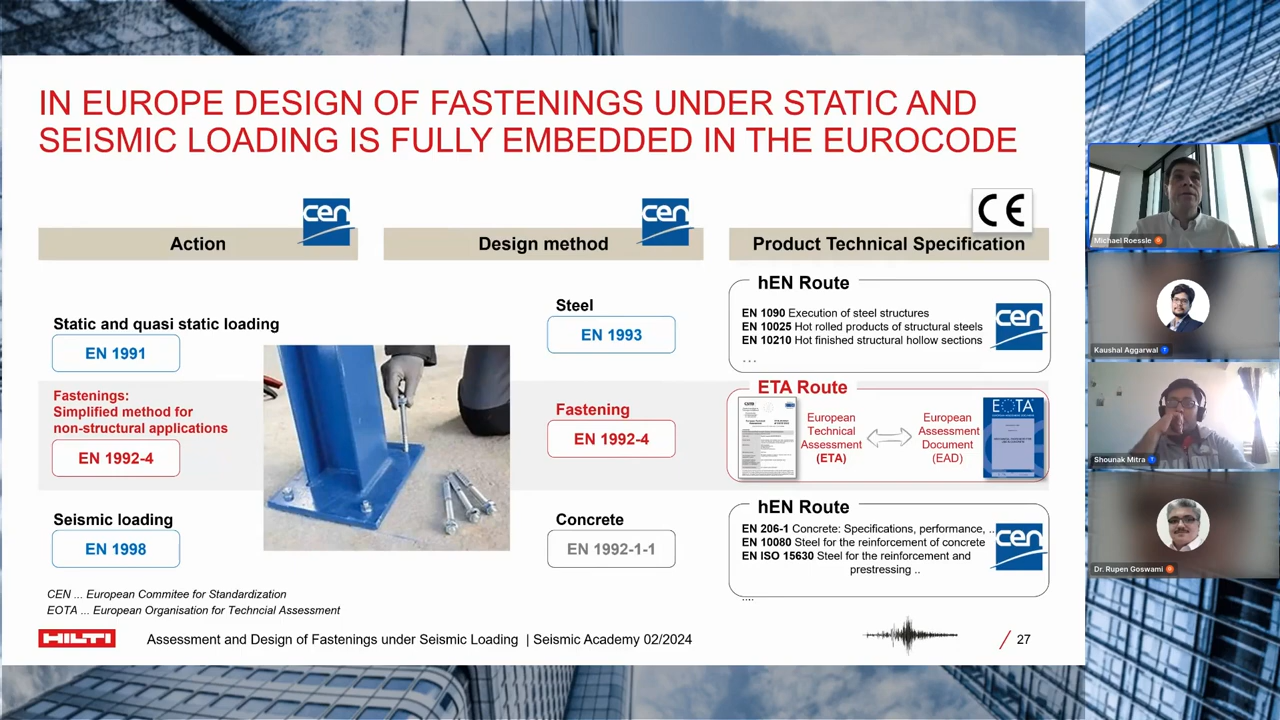 IN EUROPE DESIGN OF FASTENINGS UNDER STATIC AND
SEISMIC LOADING IS FULLY EMBEDDED IN THE EUROCODE
cen
cen
CE
Action
Design method
Product Technical Specification
Static and quasi static loading
EN 1991
Fastenings:
Simplified method for
non-structural applications
EN 1992-4
Seismic loading
EN 1998
Steel
EN 1993
Fastening
EN 1992-4
Concrete
EN 1992-1-1
hEN Route
EN 1090 Execution of steel structures
EN 10025 Hot rolled products of structural steels
EN 10210 Hot finished structural hollow sections
...
cen
ETA Route
European
Technical
Assessment
(ETA)
European
Assessment
Document
(EAD)
EOTA
hEN Route
EN 206-1 Concrete: Specifications, performance, ..
EN 10080 Steel for the reinforcement of concrete
EN ISO 15630 Steel for the reinforcement and
prestressing ..
....
cen
CEN ... European Commitee for Standardization
EOTA ... European Organisation for Techncial Assessment
HILTI
Assessment and Design of Fastenings under Seismic Loading | Seismic Academy 02/2024
27
Michael Roessle
Kaushal Aggarwal
Shounak Mitra
Dr. Rupen Goswami